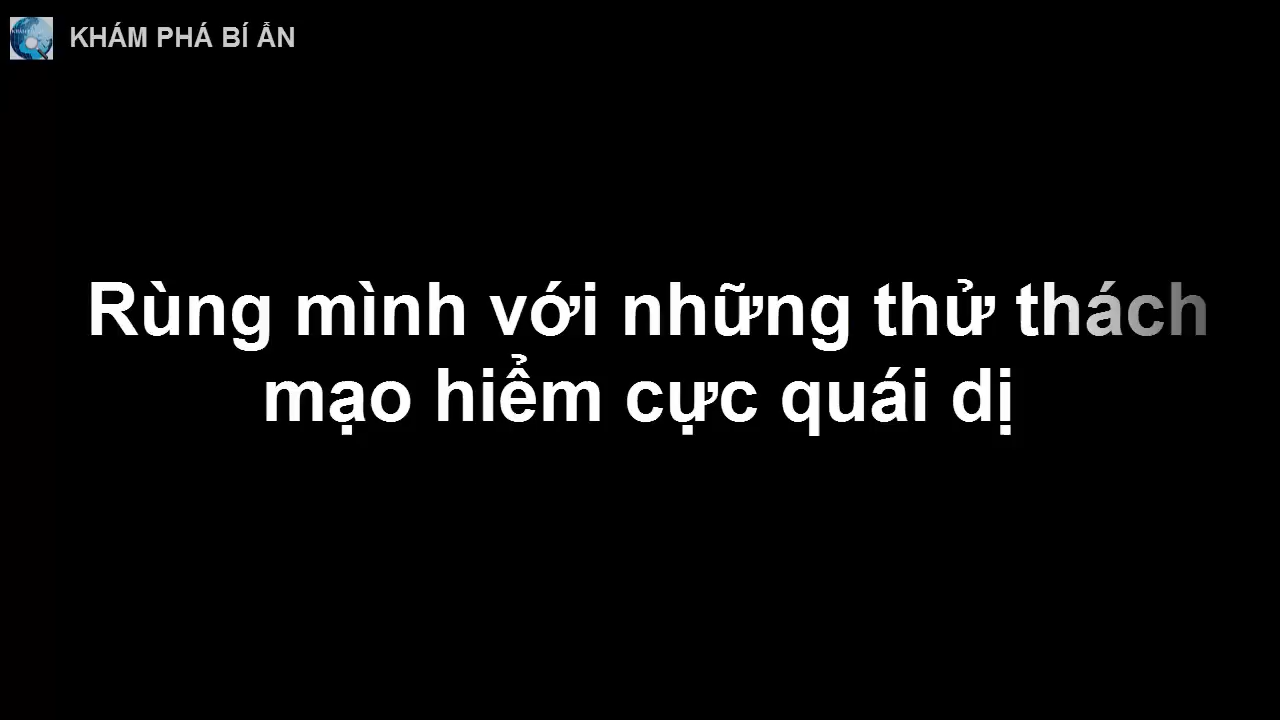 KHÁM PHÁ BÍ ẨN
Rùng mình với những thử thách
mạo hiểm cực quái dị